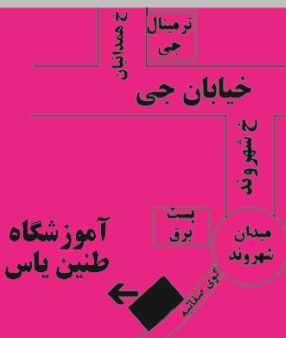 ترمینال
جی
خ همدانیان
خیابان جی
خ شهروند
پست
برق
میدان
شهروند
آموزشگاه
طنین یاس
کوی صفائیه